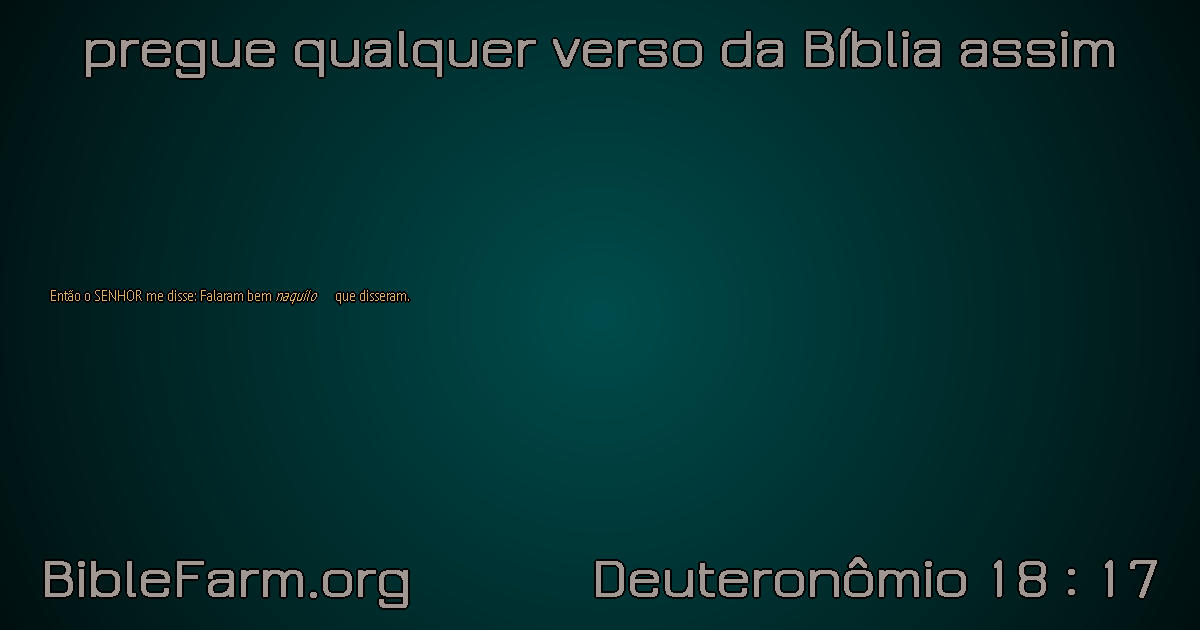 pregue qualquer verso da Bíblia assim
Então o SENHOR me disse: Falaram bem naquilo que disseram.
BibleFarm.org
Deuteronômio 18 : 17